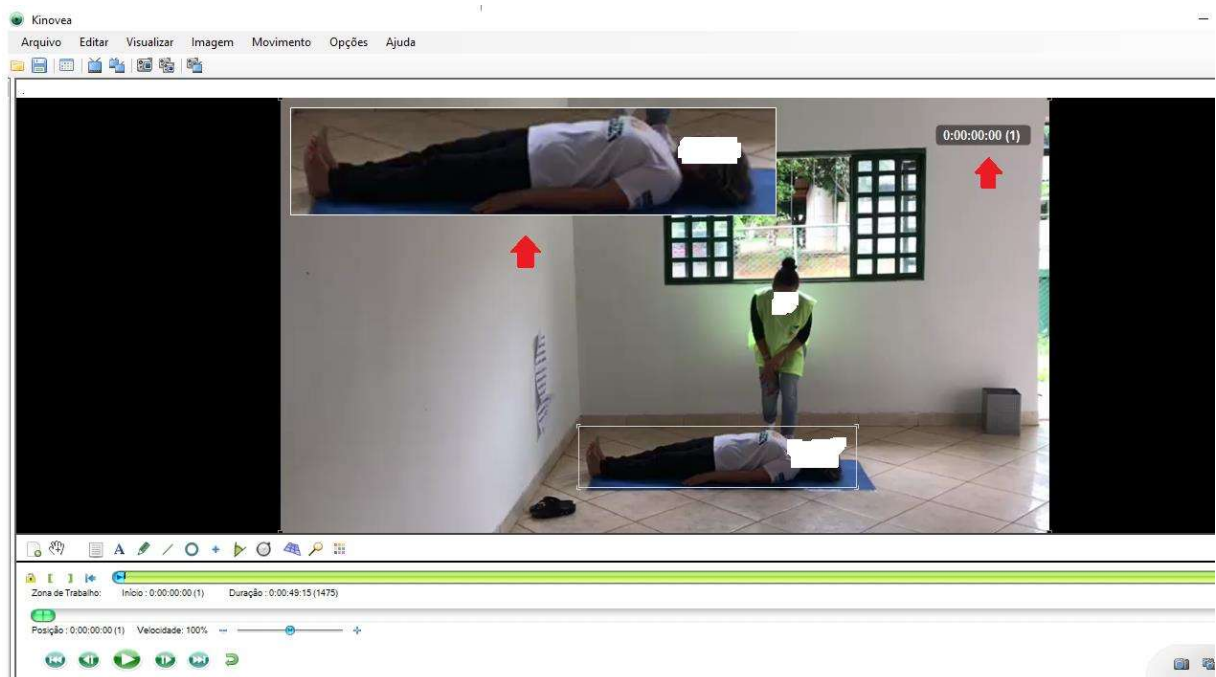 Kinovea
Arquivo Editar Visualizar Imagem Movimento Opções Ajuda
0:00:00:00 (1)
A
Zona de Trabalho: Início : 0:00:00:00 (1) Duração : 0:00:49:15 (1475)
Posição : 0:00:00:00 (1) Velocidade: 100%